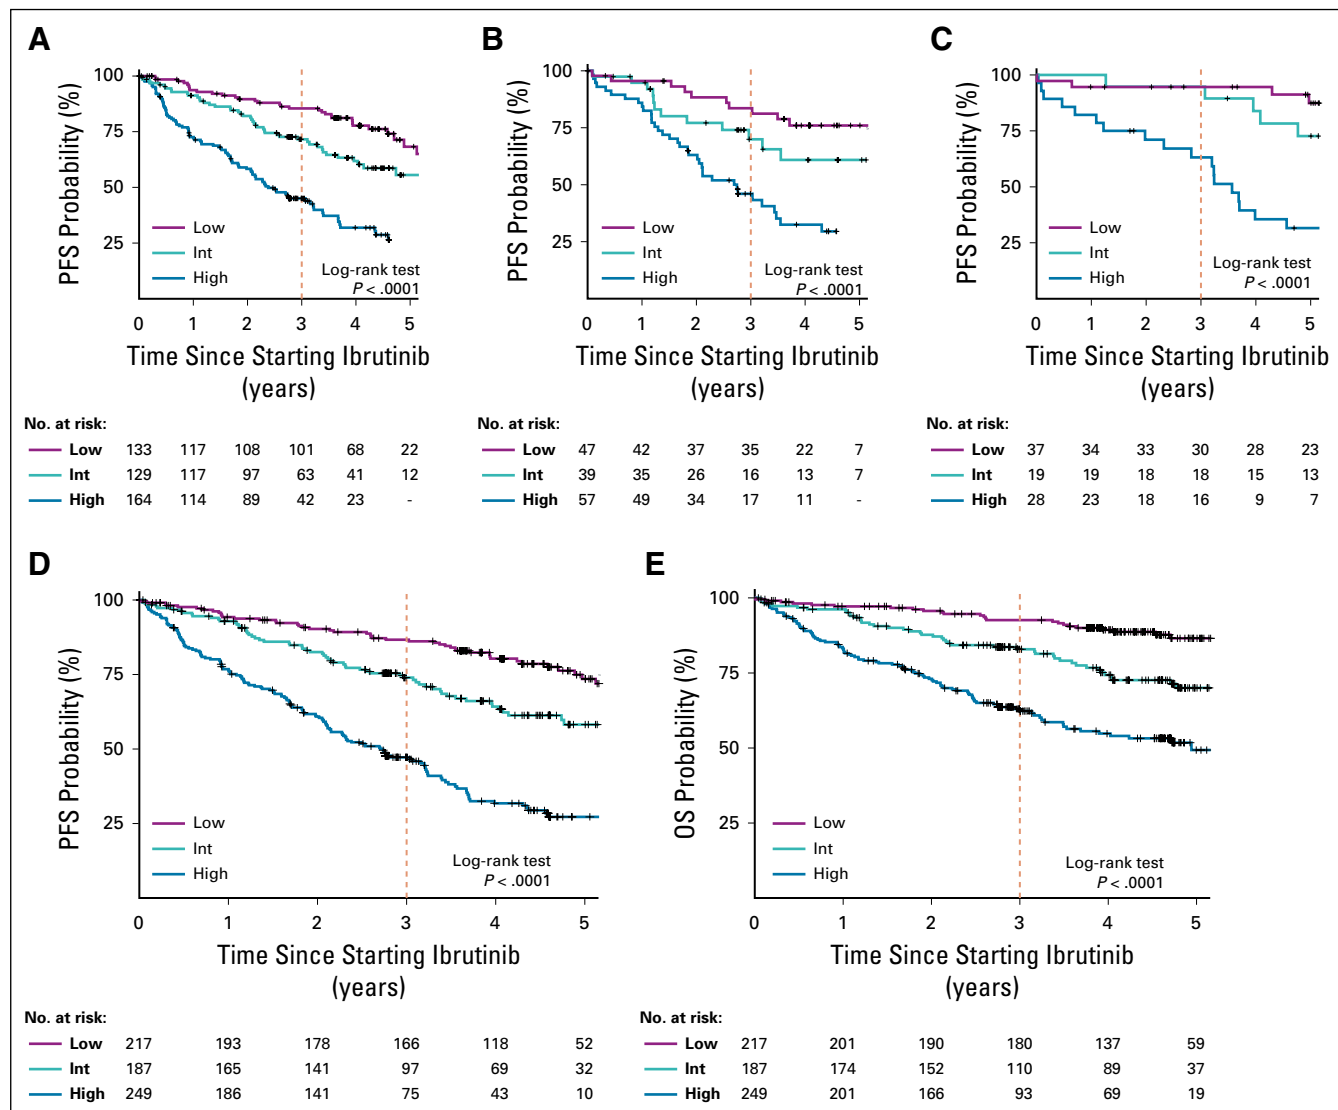 A
PFS Probability (%)
100
75
50
25
Low
Int
High
Log-rank test
P < .0001
0 1 2 3 4 5
Time Since Starting Ibrutinib
(years)
No. at risk:
Low 133 117 108 101 68 22
Int 129 117 97 63 41 12
High 164 114 89 42 23 -
B
PFS Probability (%)
100
75
50
25
Low
Int
High
Log-rank test
P < .0001
0 1 2 3 4 5
Time Since Starting Ibrutinib
(years)
No. at risk:
Low 47 42 37 35 22 7
Int 39 35 26 16 13 7
High 57 49 34 17 11 -
C
PFS Probability (%)
100
75
50
25
Low
Int
High
Log-rank test
P < .0001
0 1 2 3 4 5
Time Since Starting Ibrutinib
(years)
No. at risk:
Low 37 34 33 30 28 23
Int 19 19 18 18 15 13
High 28 23 18 16 9 7
D
PFS Probability (%)
100
75
50
25
Low
Int
High
Log-rank test
P < .0001
0 1 2 3 4 5
Time Since Starting Ibrutinib
(years)
No. at risk:
Low 217 193 178 166 118 52
Int 187 165 141 97 69 32
High 249 186 141 75 43 10
E
OS Probability (%)
100
75
50
25
Low
Int
High
Log-rank test
P < .0001
0 1 2 3 4 5
Time Since Starting Ibrutinib
(years)
No. at risk:
Low 217 201 190 180 137 59
Int 187 174 152 110 89 37
High 249 201 166 93 69 19